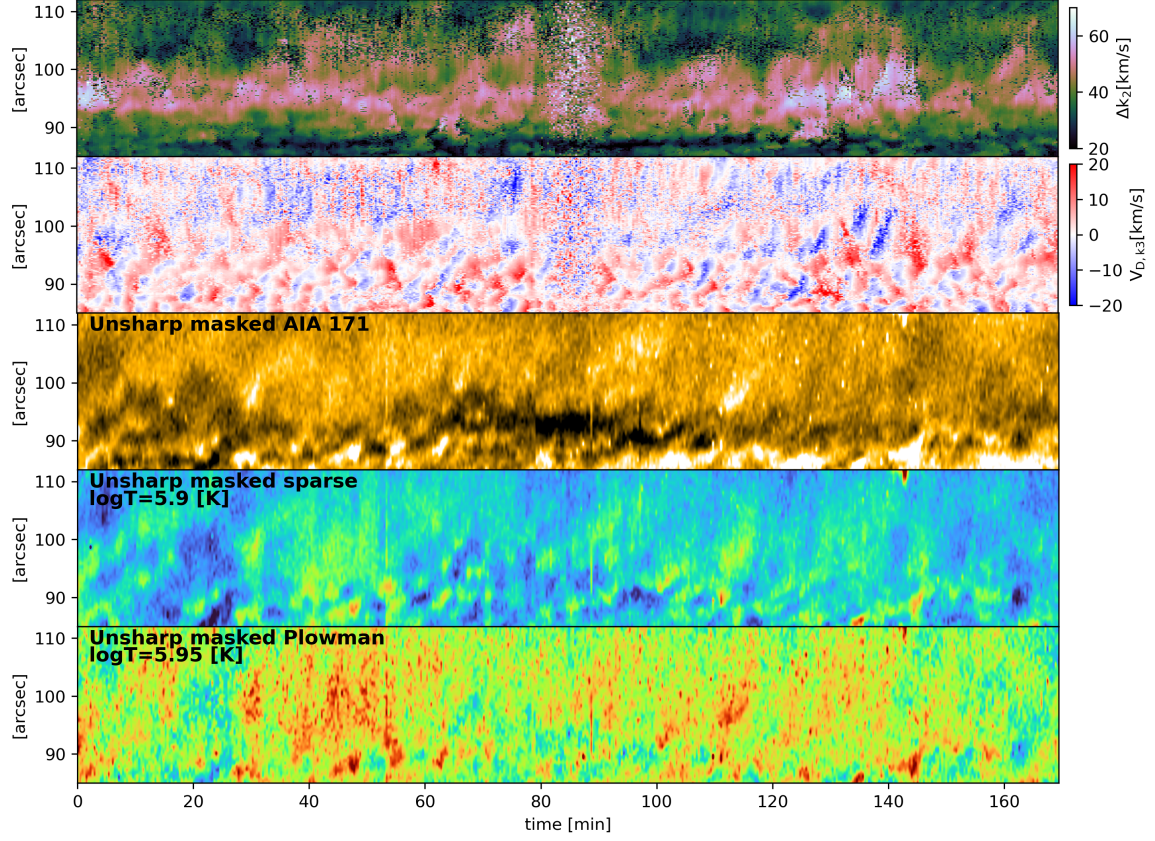 110
100
90
[arcsec]
60
40
20
Δk₂[km/s]
110
100
90
[arcsec]
20
10
0
−10
−20
V_D,k3[km/s]
Unsharp masked AIA 171
110
100
90
[arcsec]
Unsharp masked sparse
logT=5.9 [K]
110
100
90
[arcsec]
Unsharp masked Plowman
logT=5.95 [K]
110
100
90
[arcsec]
0 20 40 60 80 100 120 140 160
time [min]